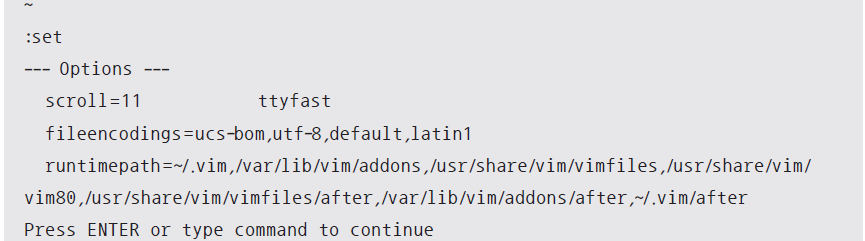 ~
:set
--- Options ---
  scroll=11           ttyfast
  fileencodings=ucs-bom,utf-8,default,latin1
  runtimepath=~/.vim,/var/lib/vim/addons,/usr/share/vim/vimfiles,/usr/share/vim/
vim80,/usr/share/vim/vimfiles/after,/var/lib/vim/addons/after,~/.vim/after
Press ENTER or type command to continue